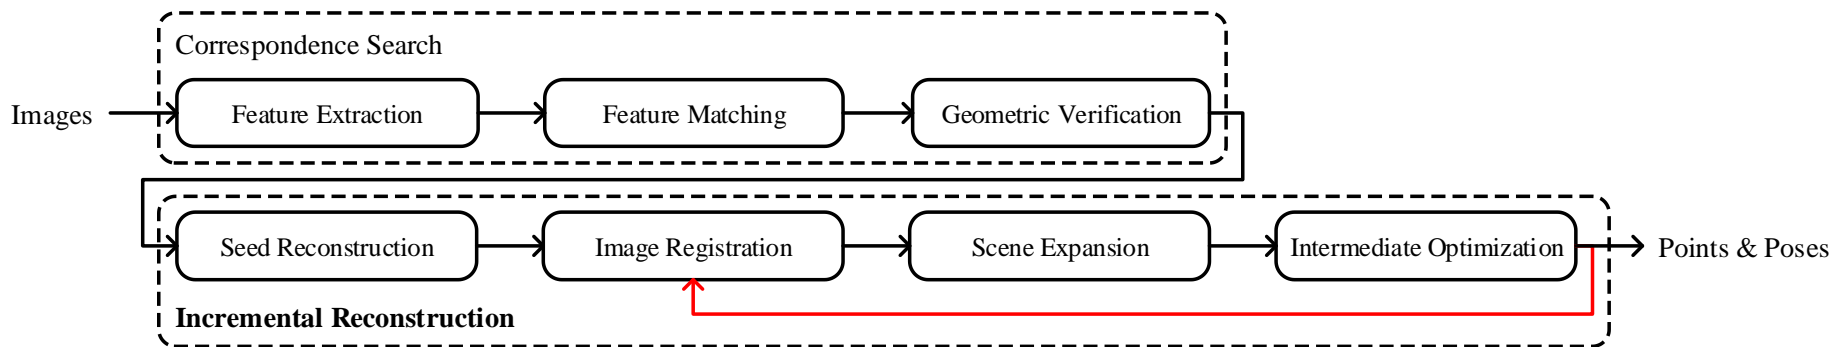 Correspondence Search
Images
Feature Extraction
Feature Matching
Geometric Verification
Seed Reconstruction
Image Registration
Scene Expansion
Intermediate Optimization
Points & Poses
Incremental Reconstruction